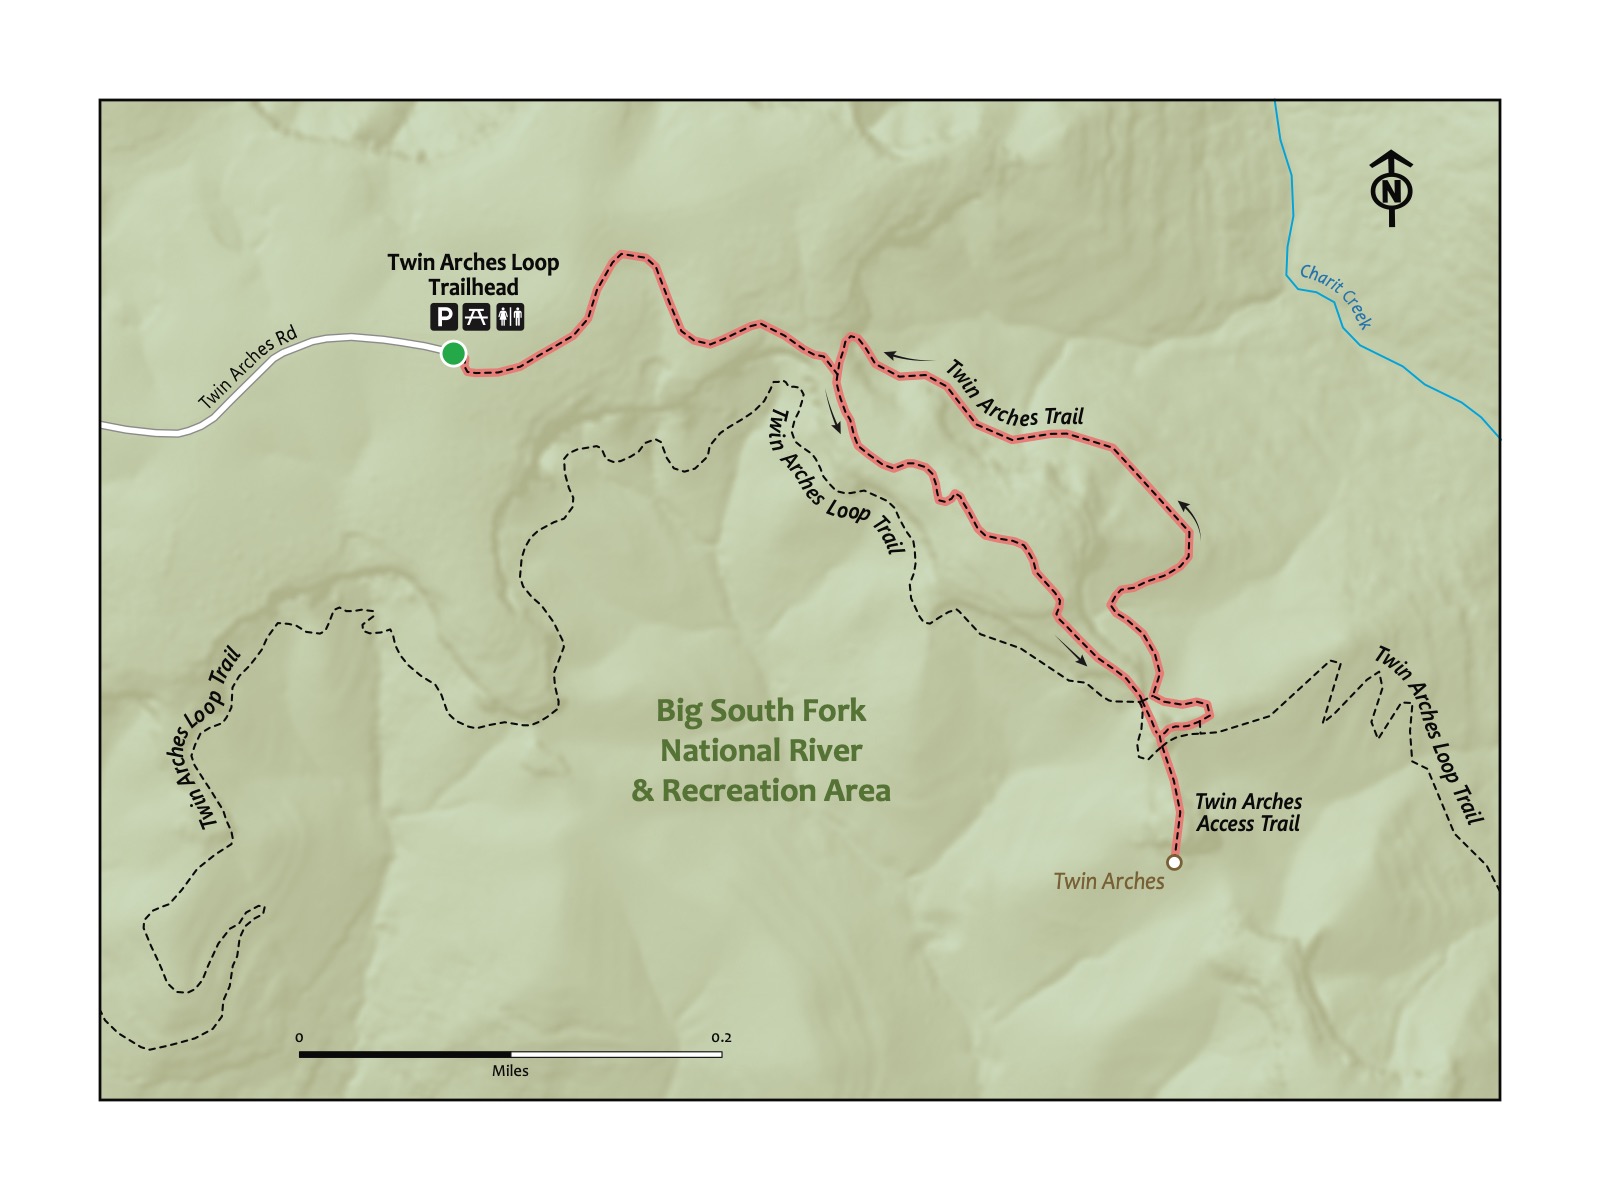 N
Charit Creek
Twin Arches Loop
Trailhead
P
Twin Arches Rd
Twin Arches Trail
Twin Arches Loop Trail
Twin Arches Loop Trail
Twin Arches Loop Trail
Big South Fork
National River
& Recreation Area
Twin Arches
Access Trail
Twin Arches
0
0.2
Miles